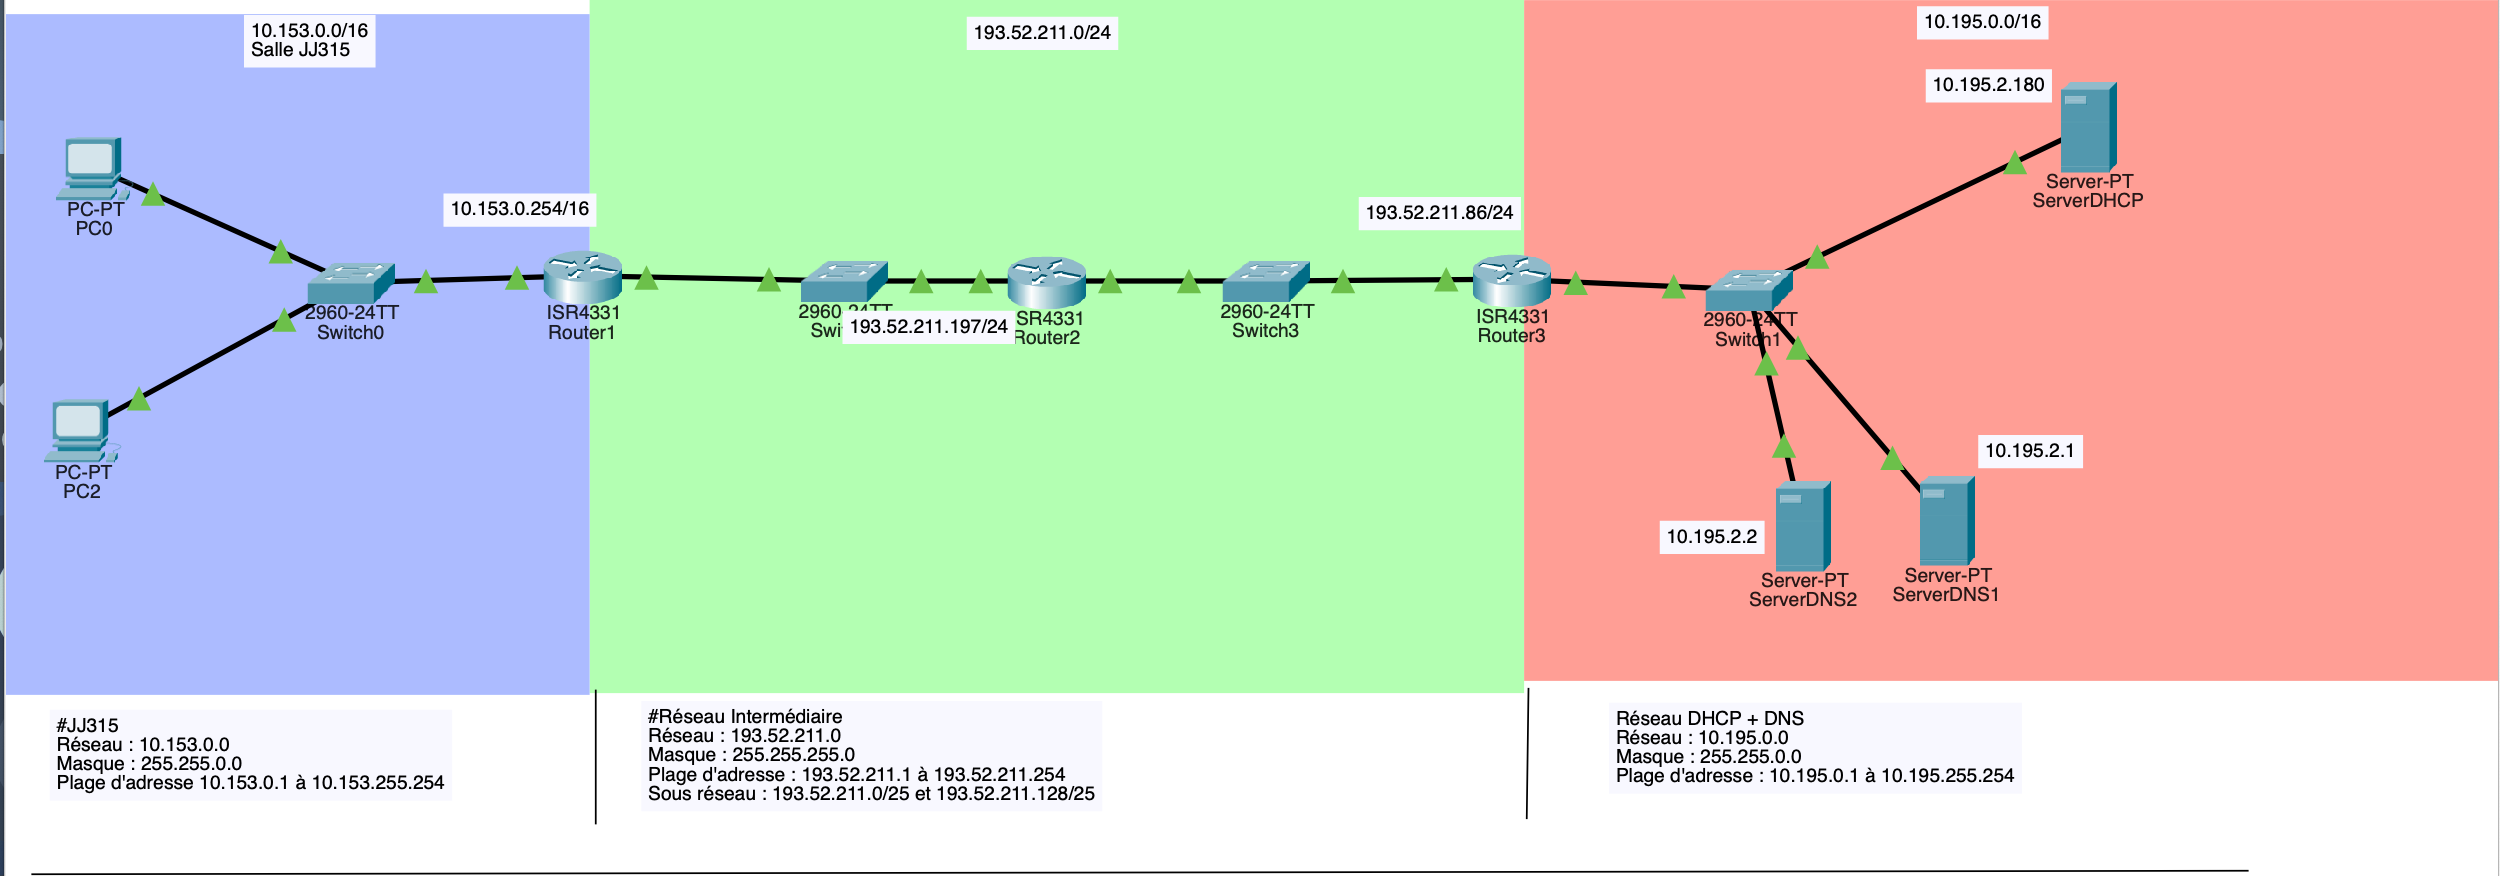 10.153.0.0/16
Salle JJ315
193.52.211.0/24
10.195.0.0/16
10.195.2.180
Server-PT
ServerDHCP
PC-PT
PC0
10.153.0.254/16
193.52.211.86/24
2960-24TT
Switch0
ISR4331
Router1
2960-24TT
193.52.211.197/24
SR4331
Router2
2960-24TT
Switch3
ISR4331
Router3
2960-24TT
Switch1
PC-PT
PC2
10.195.2.1
10.195.2.2
Server-PT
ServerDNS2
Server-PT
ServerDNS1
#JJ315
Réseau : 10.153.0.0
Masque : 255.255.0.0
Plage d'adresse 10.153.0.1 à 10.153.255.254
#Réseau Intermédiaire
Réseau : 193.52.211.0
Masque : 255.255.255.0
Plage d'adresse : 193.52.211.1 à 193.52.211.254
Sous réseau : 193.52.211.0/25 et 193.52.211.128/25
Réseau DHCP + DNS
Réseau : 10.195.0.0
Masque : 255.255.0.0
Plage d'adresse : 10.195.0.1 à 10.195.255.254